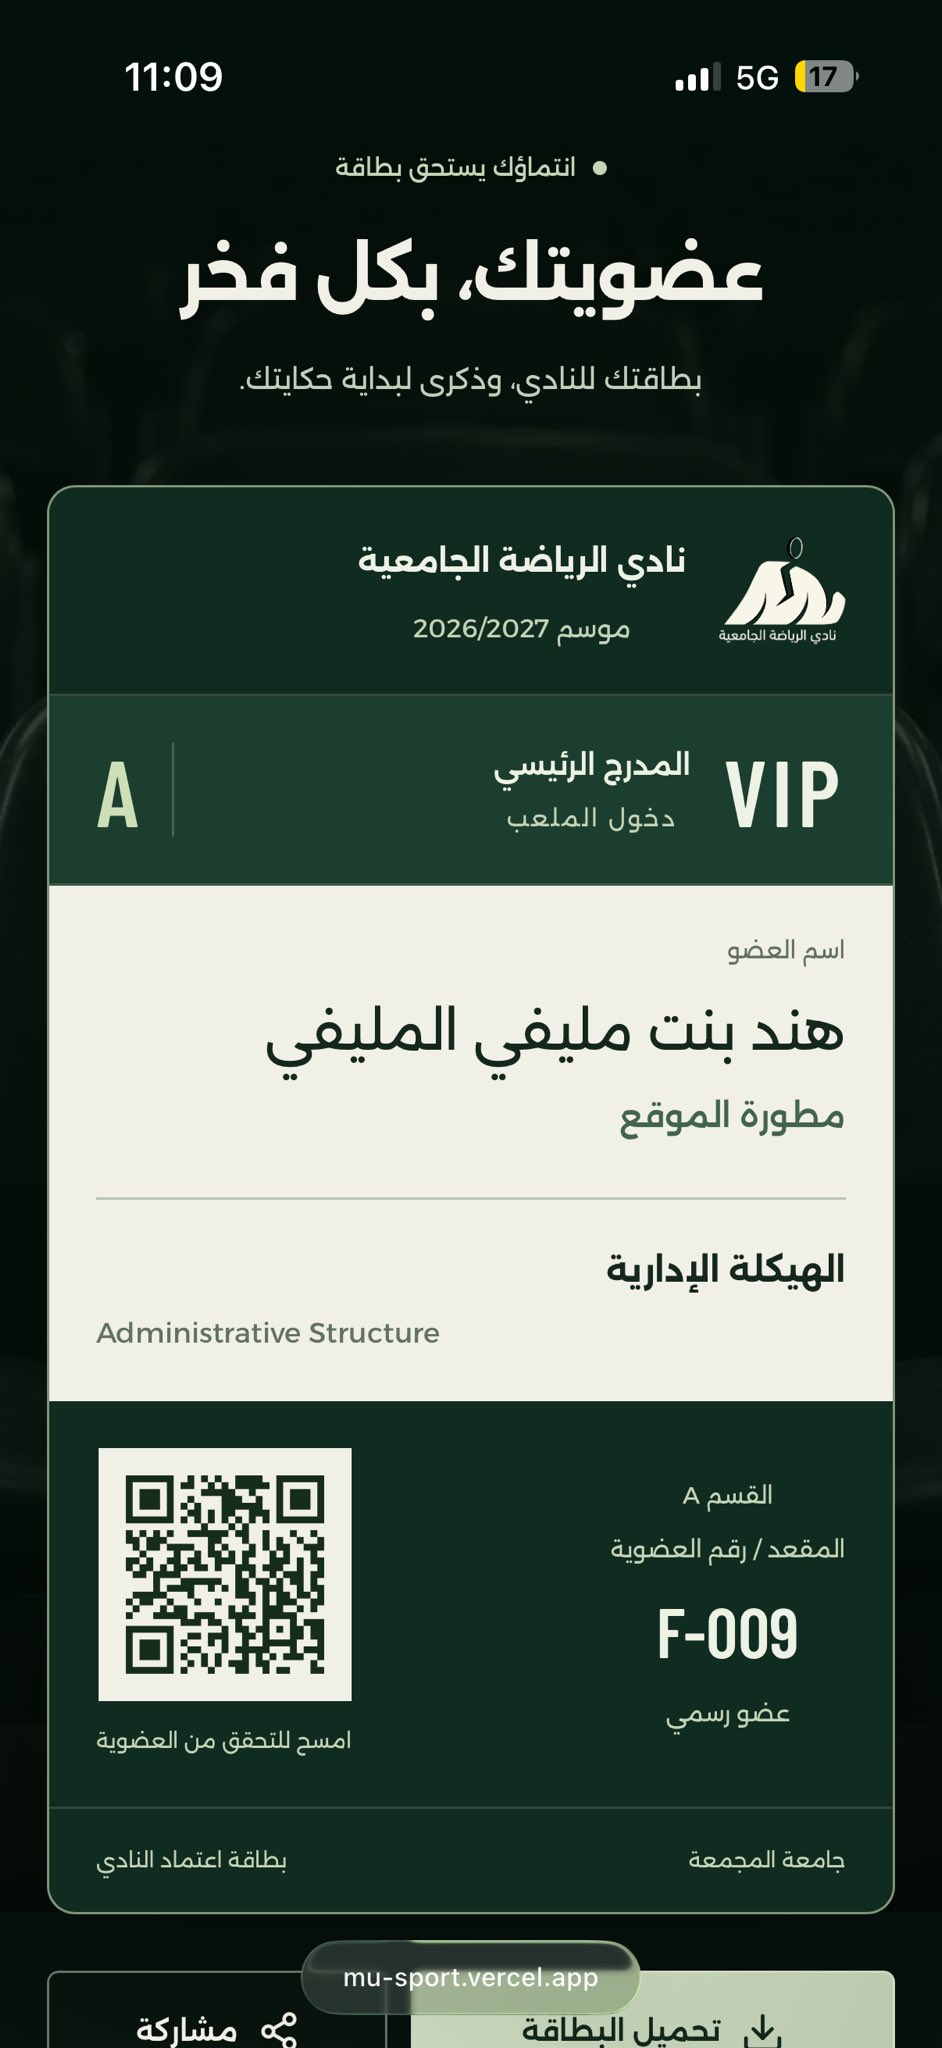 11:09
5G
17
انتماؤك يستحق بطاقة
عضويتك، بكل فخر
بطاقتك للنادي، وذكرى لبداية حكايتك.
نادي الرياضة الجامعية
موسم 2026/2027
نادي الرياضة الجامعية
VIP
المدرج الرئيسي
دخول الملعب
A
اسم العضو
هند بنت مليفي المليفي
مطورة الموقع
الهيكلة الإدارية
Administrative Structure
القسم A
المقعد / رقم العضوية
F-009
عضو رسمي
امسح للتحقق من العضوية
جامعة المجمعة
بطاقة اعتماد النادي
mu-sport.vercel.app
تحميل البطاقة
مشاركة